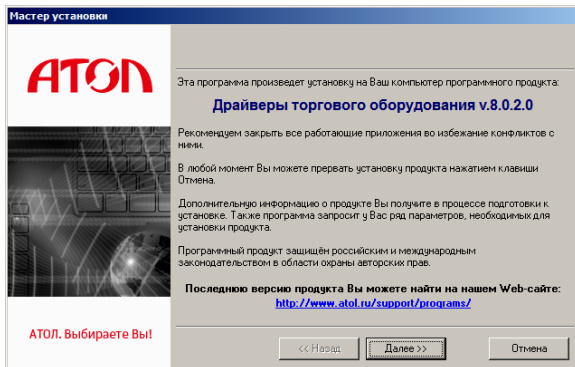 Мастер установки
АТОЛ
Эта программа произведет установку на Ваш компьютер программного продукта:
Драйверы торгового оборудования v.8.0.2.0
Рекомендуем закрыть все работающие приложения во избежание конфликтов с
ними.
В любой момент Вы можете прервать установку продукта нажатием клавиши
Отмена.
Дополнительную информацию о продукте Вы получите в процессе подготовки к
установке. Также программа запросит у Вас ряд параметров, необходимых для
установки продукта.
Программный продукт защищён российским и международным
законодательством в области охраны авторских прав.
Последнюю версию продукта Вы можете найти на нашем Web-сайте:
http://www.atol.ru/support/programs/
АТОЛ. Выбираете Вы!
<< Назад
Далее >>
Отмена